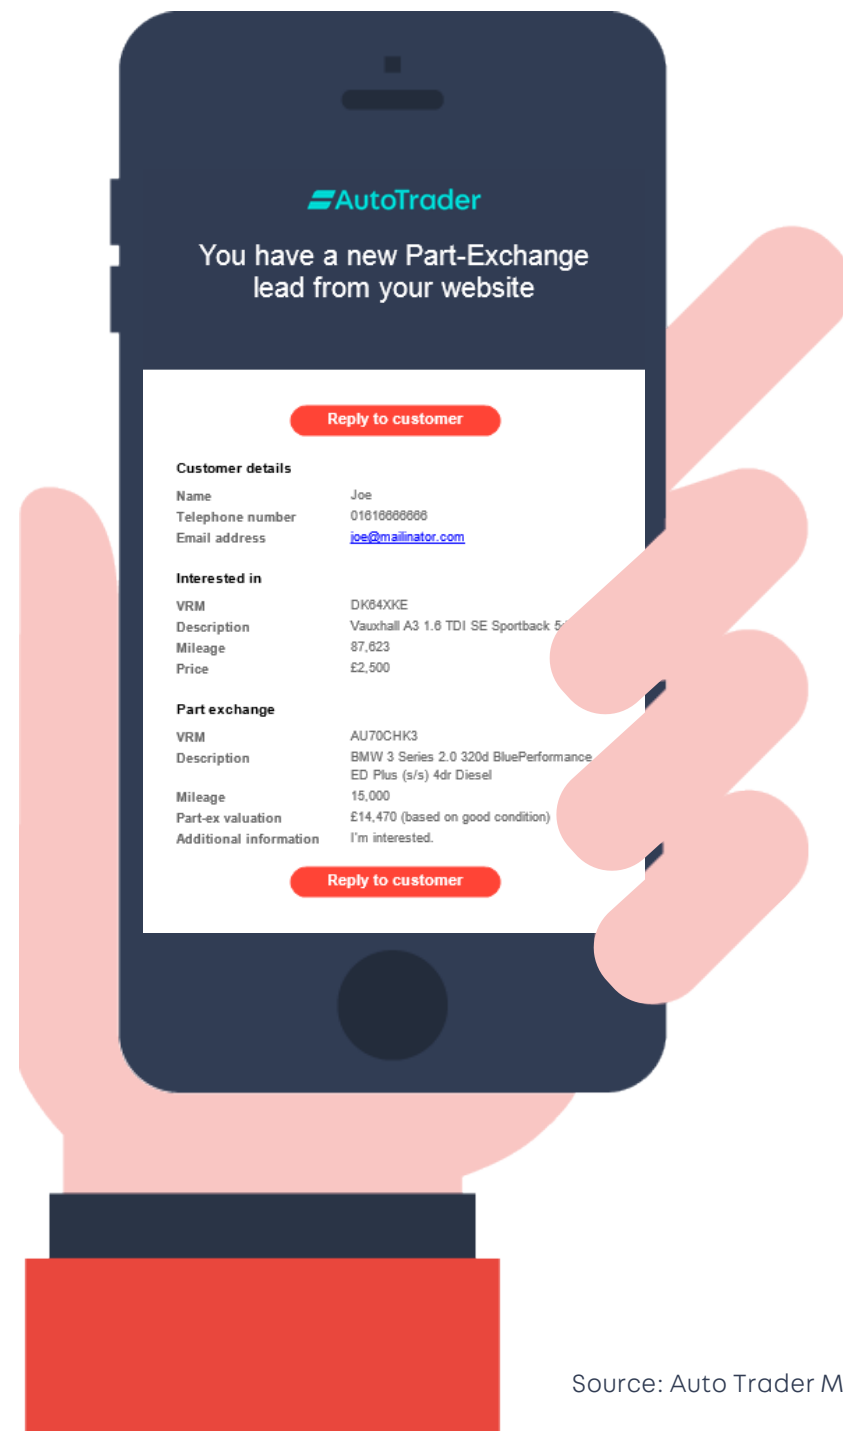 AutoTrader
You have a new Part-Exchange
lead from your website
Reply to customer
Customer details
Name Joe
Telephone number 01616666666
Email address joe@mailinator.com
Interested in
VRM DK64XKE
Description Vauxhall A3 1.6 TDI SE Sportback
Mileage 87,623
Price £2,500
Part exchange
VRM AU70CHK3
Description BMW 3 Series 2.0 320d BluePerformance
ED Plus (s/s) 4dr Diesel
Mileage 15,000
Part-ex valuation £14,470 (based on good condition)
Additional information I'm interested.
Reply to customer
Source: Auto Trader M